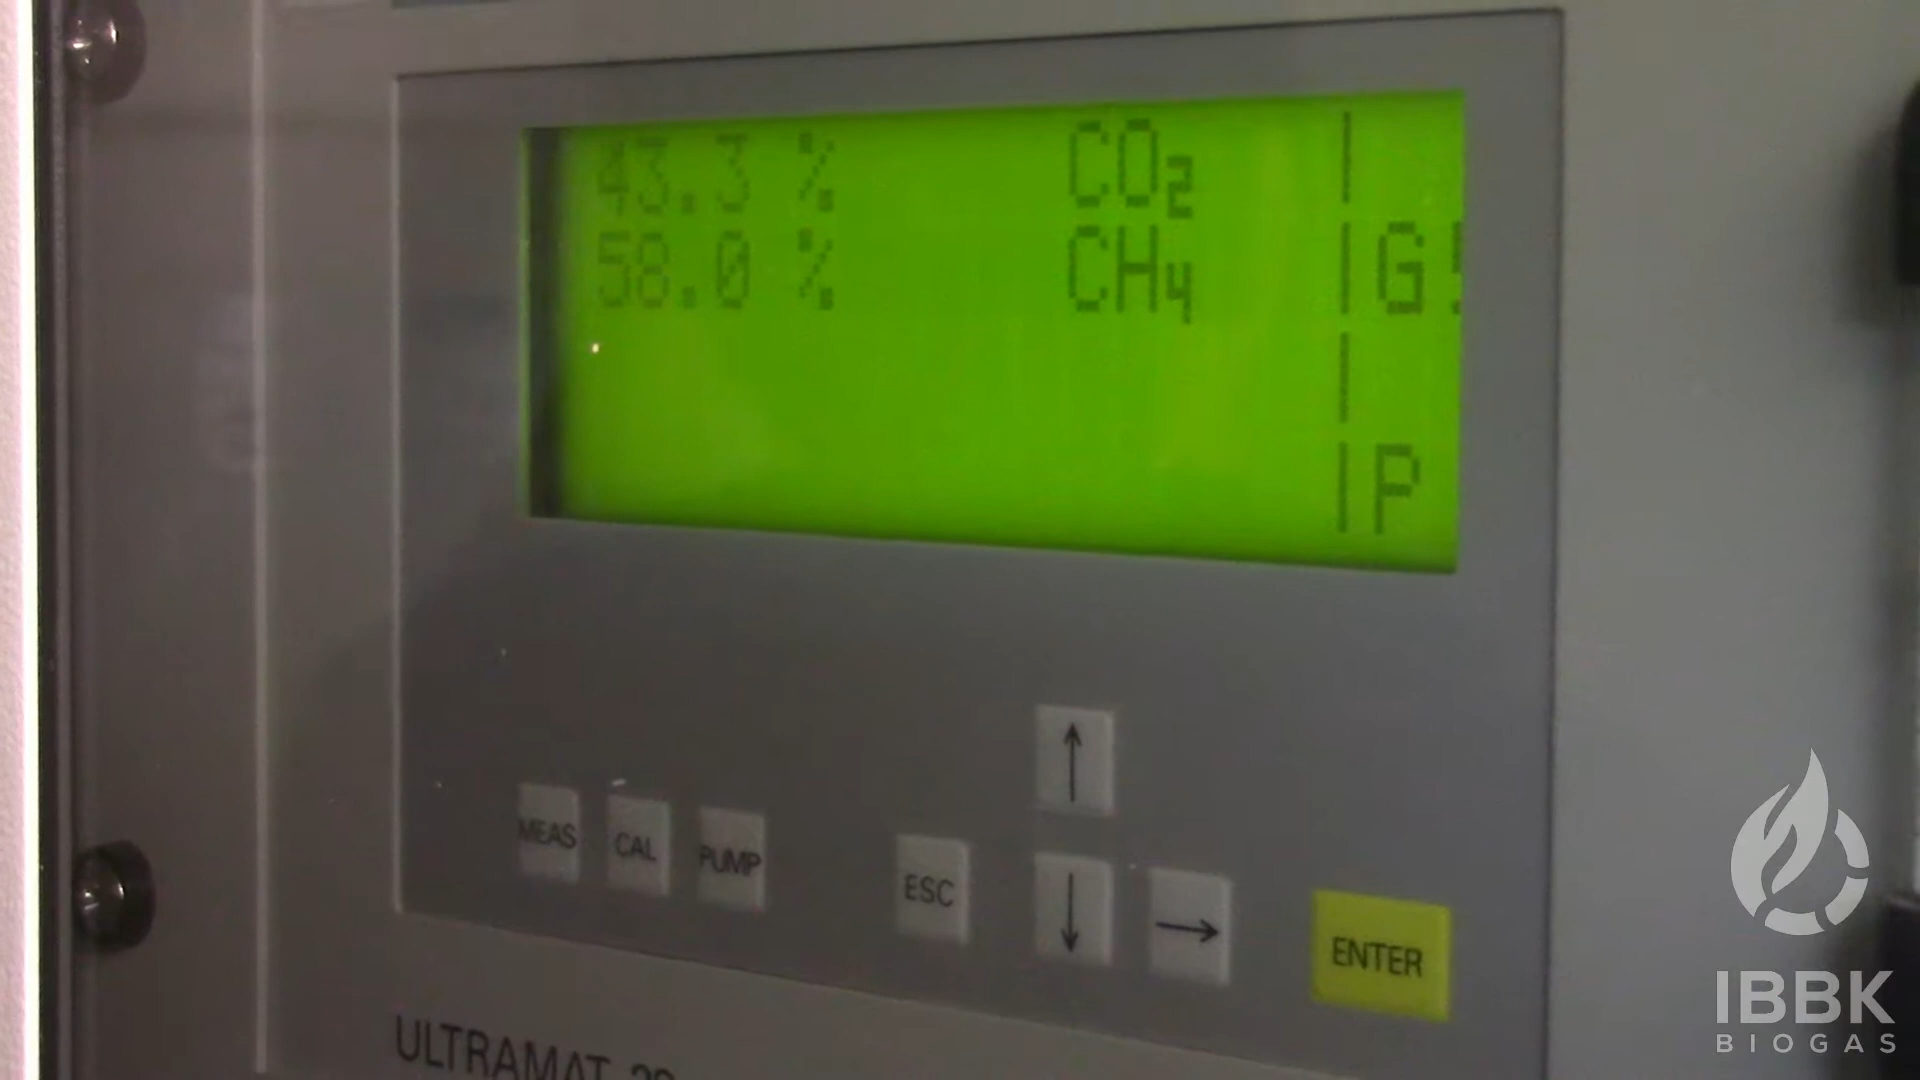 43.3 % CO₂ |
58.0 % CH₄ |G
|
|P
MEAS CAL PUMP ESC ENTER
ULTRAMAT
IBBK
BIOGAS